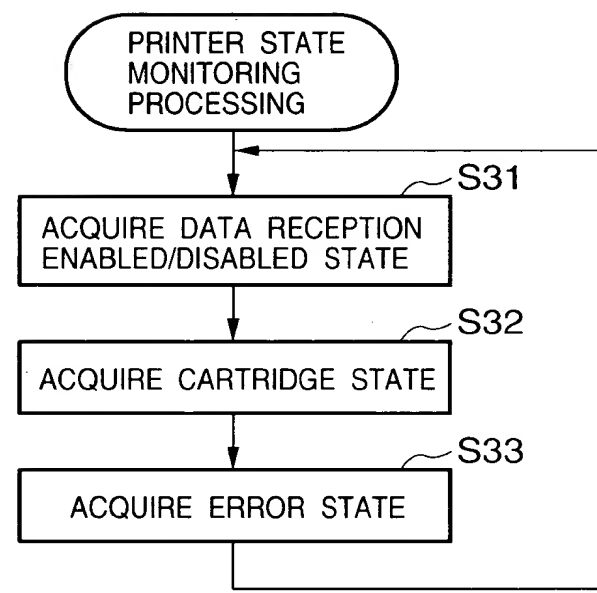 PRINTER STATE
MONITORING
PROCESSING
S31
ACQUIRE DATA RECEPTION
ENABLED/DISABLED STATE
S32
ACQUIRE CARTRIDGE STATE
S33
ACQUIRE ERROR STATE